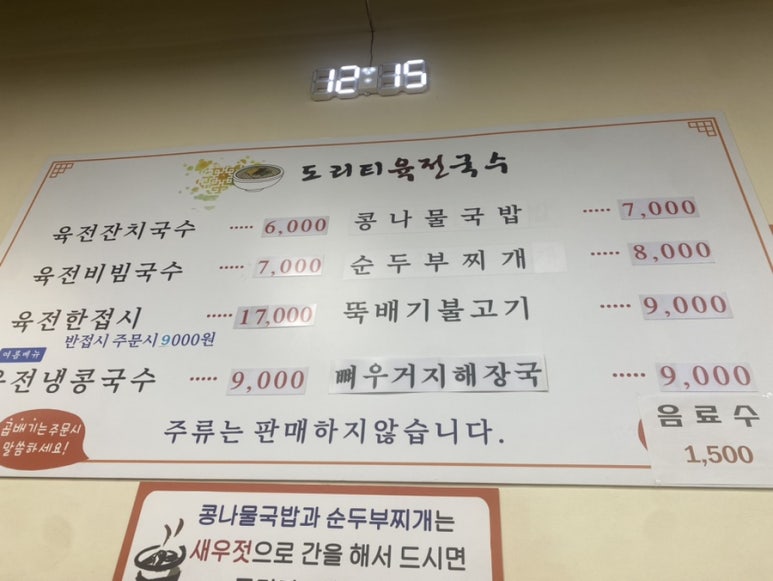 12:15
도리티육전국수
육전잔치국수 ····· 6,000 콩나물국밥 ····· 7,000
육전비빔국수 ····· 7,000 순두부찌개 ····· 8,000
육전한접시 ····· 17,000 뚝배기불고기 ····· 9,000
반접시 주문시 9000원
여름메뉴
육전냉콩국수 ····· 9,000 뼈우거지해장국 ····· 9,000
곱배기는 주문시
말씀하세요!
주류는 판매하지않습니다.
음료수
1,500
콩나물국밥과 순두부찌개는
새우젓으로 간을 해서 드시면